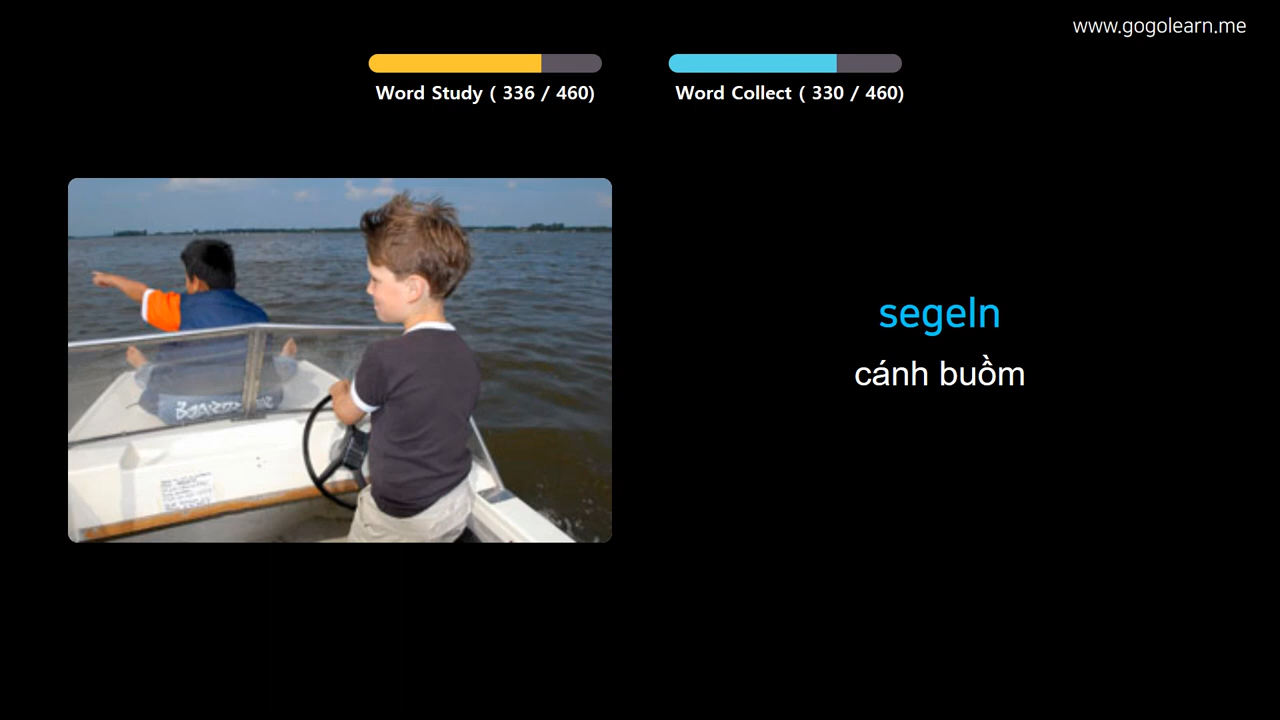 www.gogolearn.me
Word Study ( 336 / 460)
Word Collect ( 330 / 460)
segeln
cánh buồm